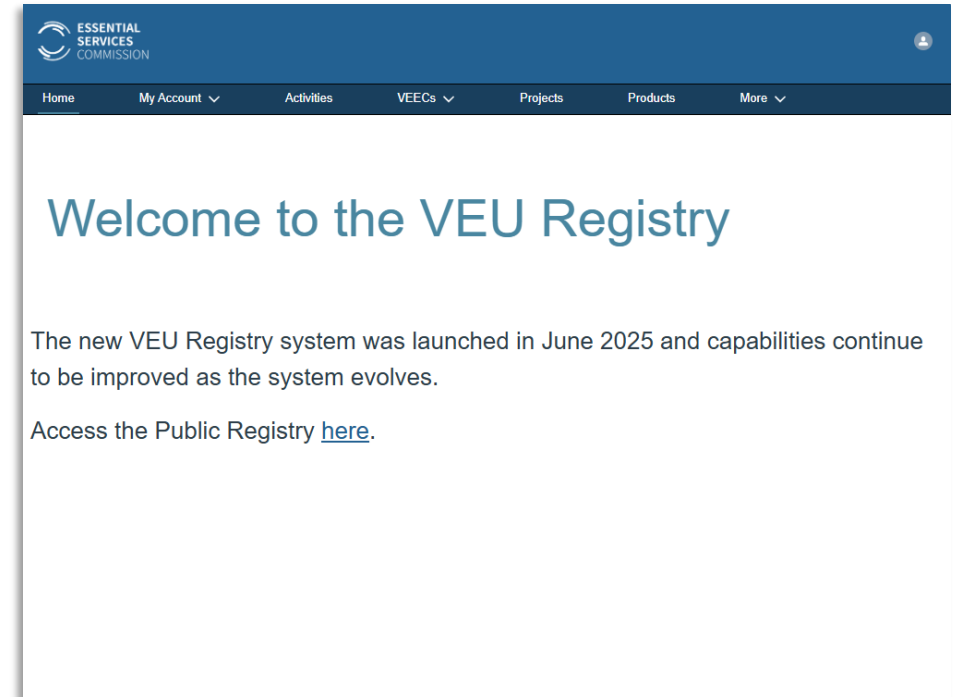 ESSENTIAL
SERVICES
COMMISSION
Home My Account Activities VEECs Projects Products More
Welcome to the VEU Registry
The new VEU Registry system was launched in June 2025 and capabilities continue
to be improved as the system evolves.
Access the Public Registry here.